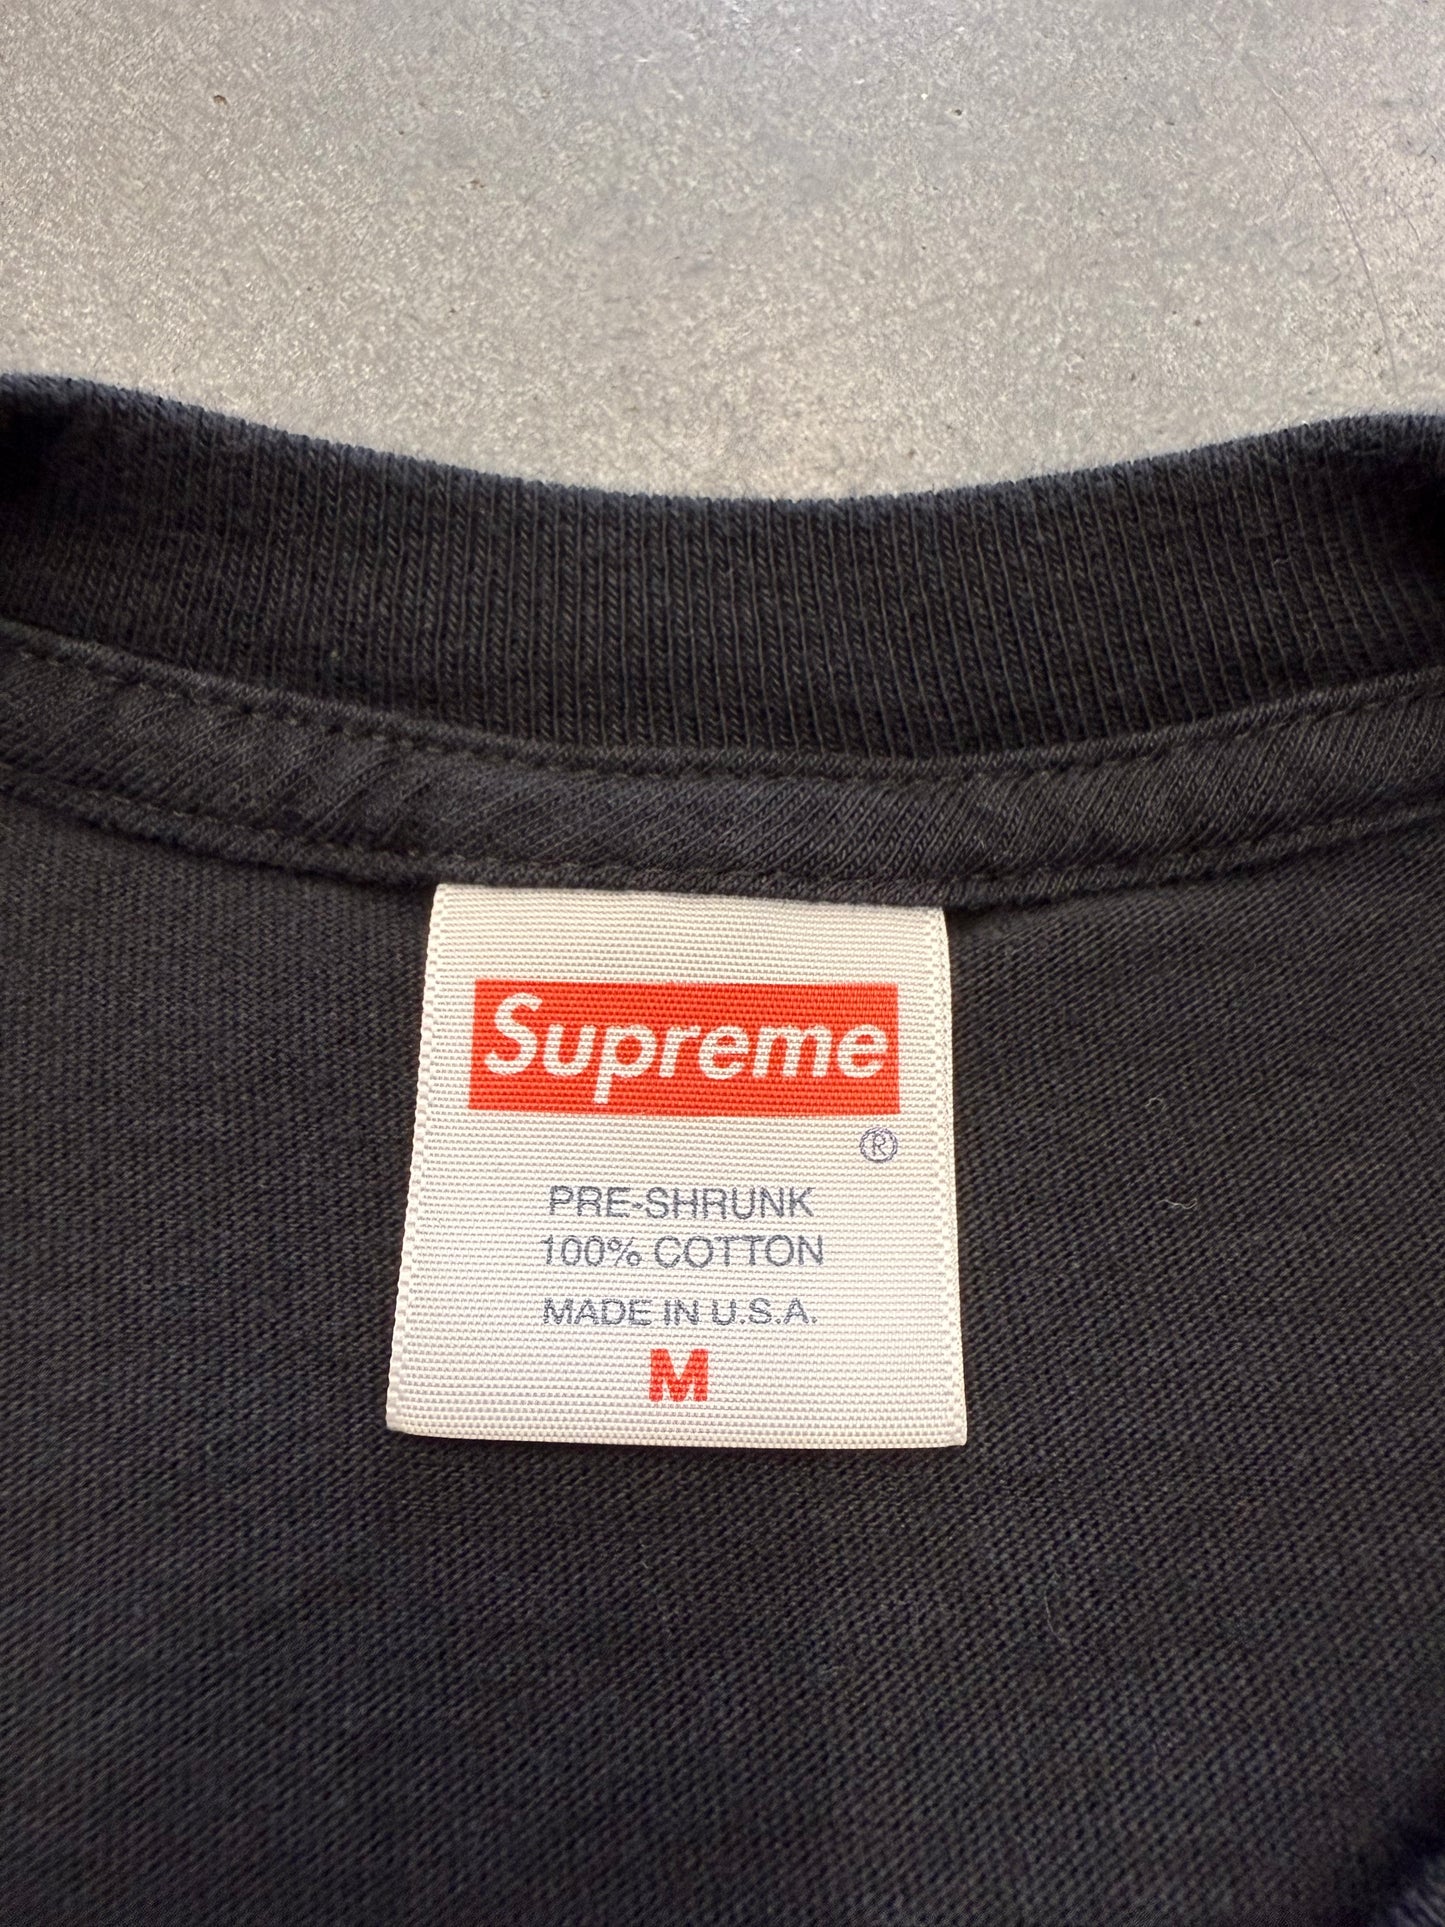 Supreme
®
PRE-SHRUNK
100% COTTON
MADE IN U.S.A.
M